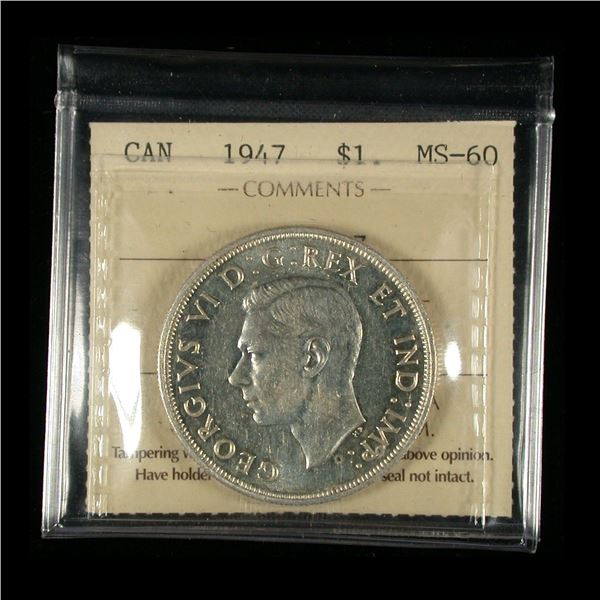 CAN 1947 $1. MS-60
— COMMENTS —
7
GEORGIVS VI D:G:REX ET IND:IMP:
Tampering above opinion.
Have holder seal not intact.